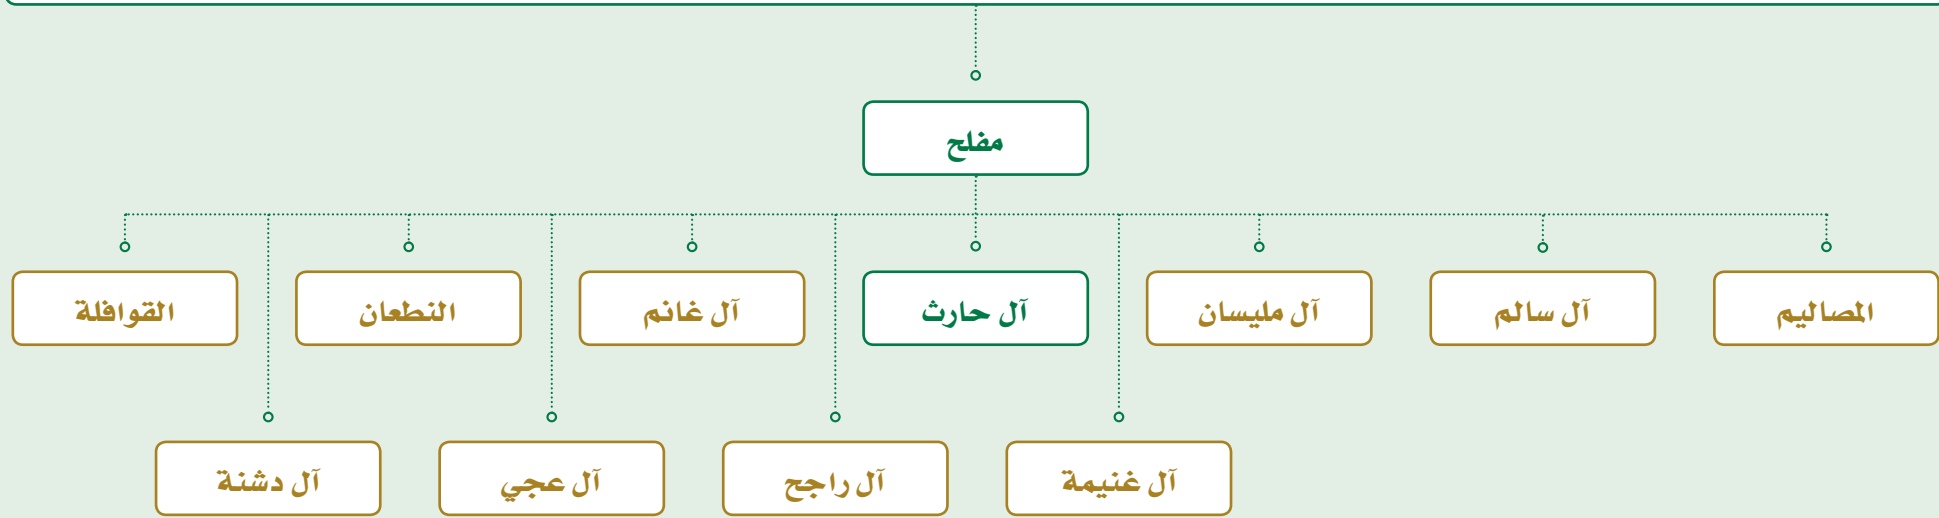 مفلح
المصاليم
آل سالم
آل مليسان
آل حارث
آل غانم
النطعان
القوافلة
آل غنيمة
آل راجح
آل عجي
آل دشنة